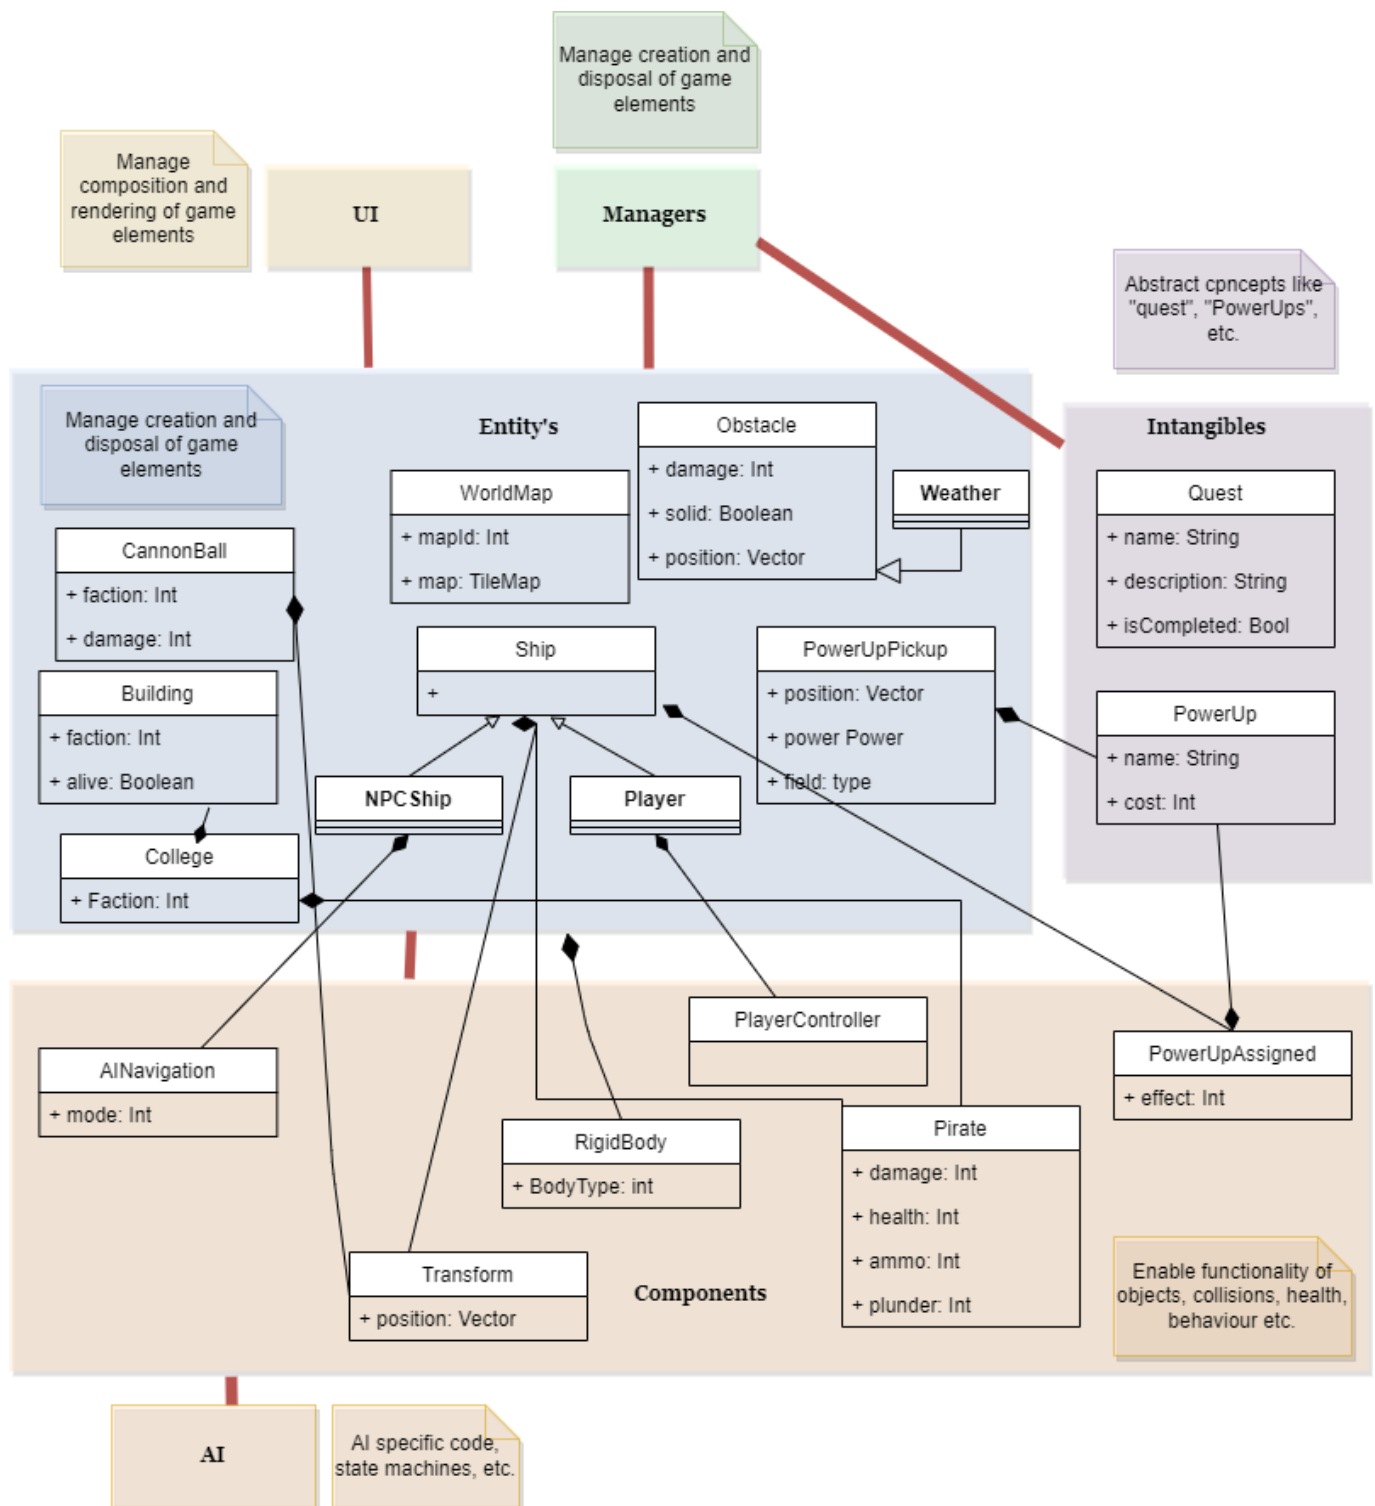 Manage creation and
disposal of game
elements
Manage
composition and
rendering of game
elements
UI
Managers
Abstract cpncepts like
"quest", "PowerUps",
etc.
Manage creation and
disposal of game
elements
Entity's
Obstacle
+ damage: Int
+ solid: Boolean
+ position: Vector
Weather
WorldMap
+ mapId: Int
+ map: TileMap
Intangibles
Quest
+ name: String
+ description: String
+ isCompleted: Bool
CannonBall
+ faction: Int
+ damage: Int
Ship
+
PowerUpPickup
+ position: Vector
+ power Power
+ field: type
PowerUp
+ name: String
+ cost: Int
Building
+ faction: Int
+ alive: Boolean
NPC Ship
Player
College
+ Faction: Int
PlayerController
AINavigation
+ mode: Int
PowerUpAssigned
+ effect: Int
RigidBody
+ BodyType: int
Pirate
+ damage: Int
+ health: Int
+ ammo: Int
+ plunder: Int
Transform
+ position: Vector
Components
Enable functionality of
objects, collisions, health,
behaviour etc.
AI
AI specific code,
state machines, etc.